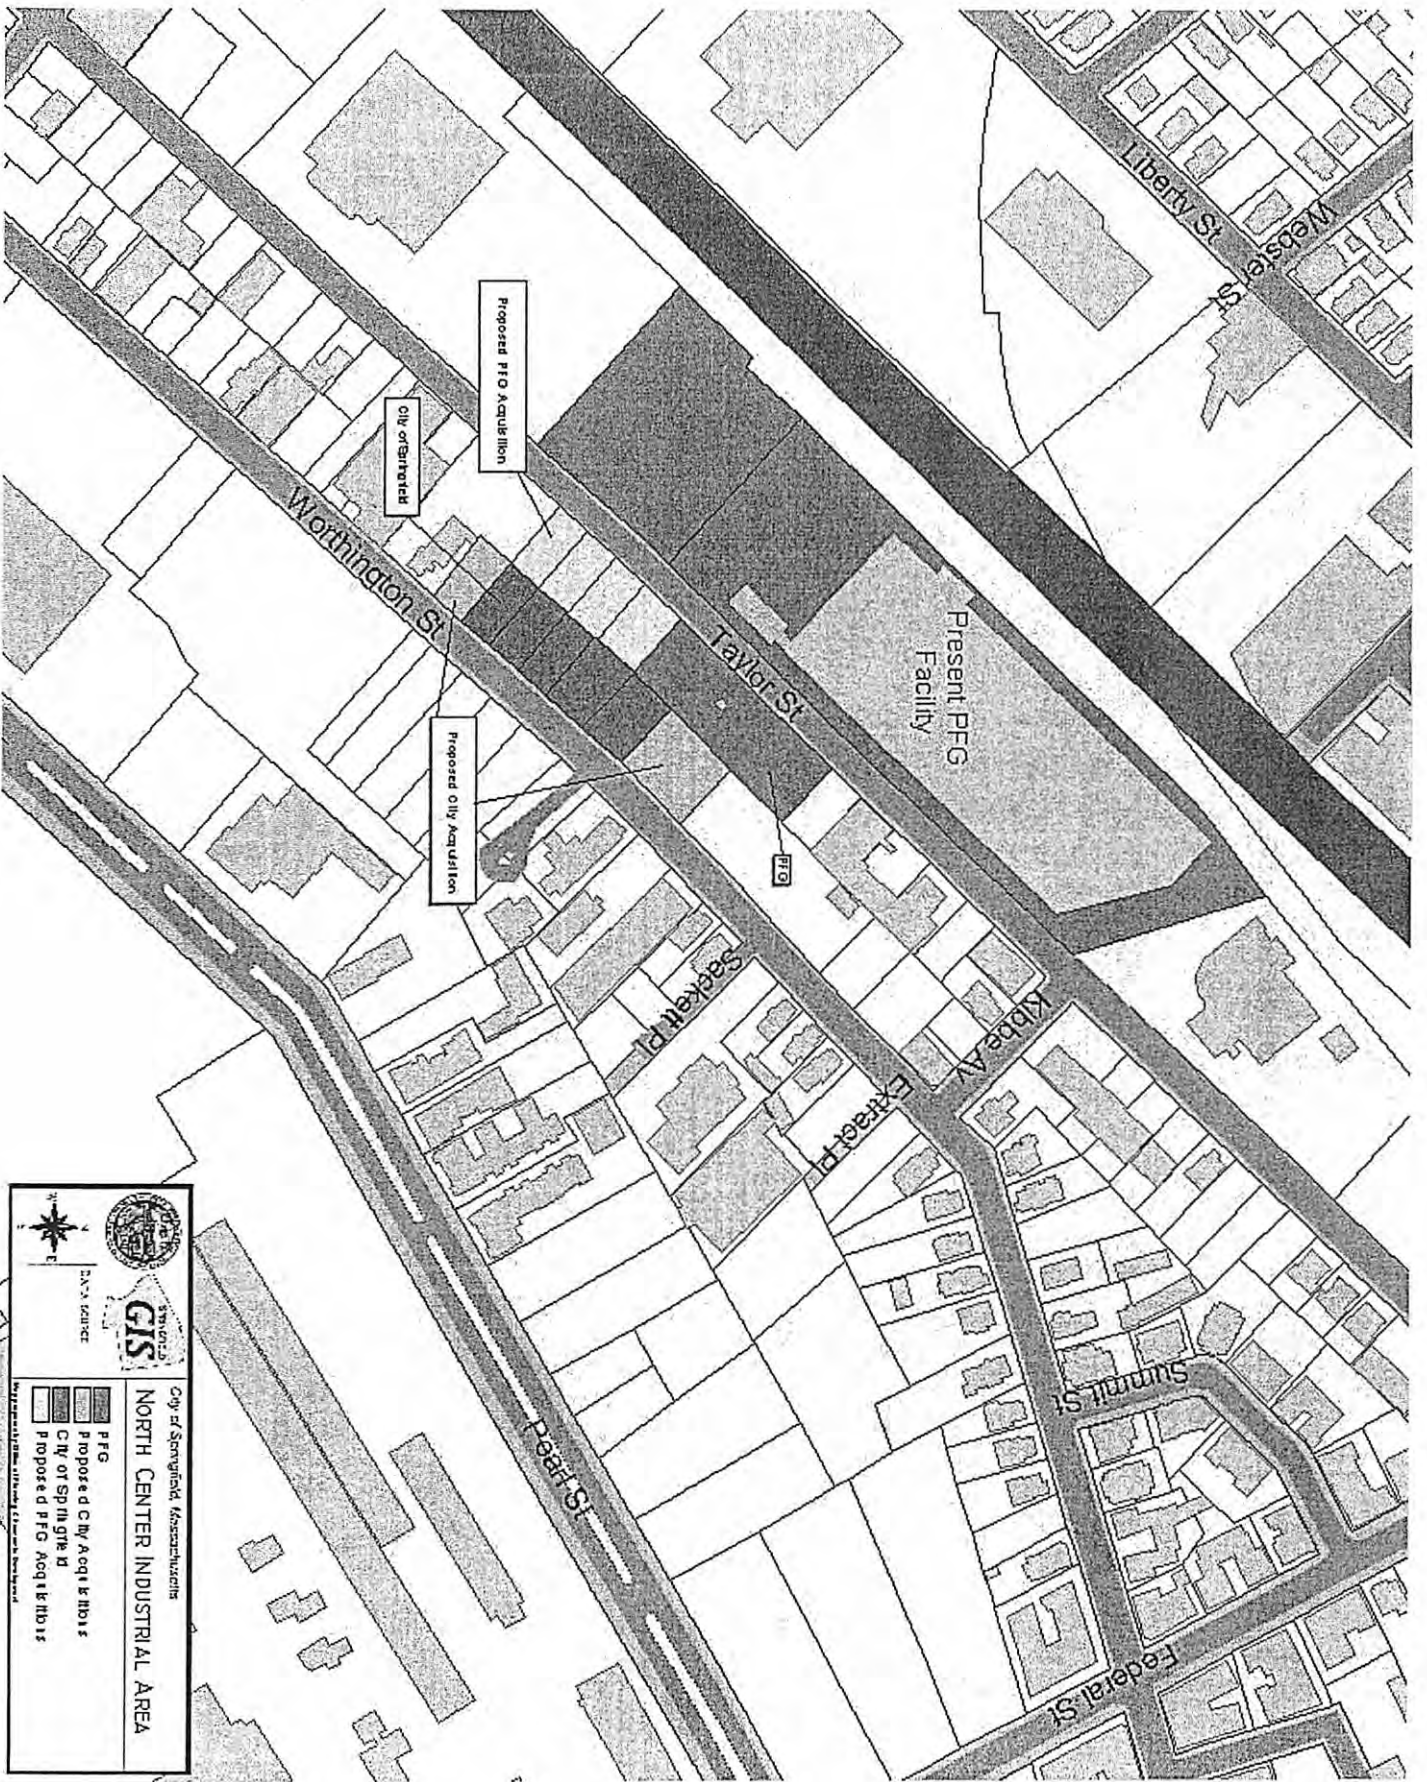 Liberty St
Webster St
Proposed PFG Acquisition
City of Springfield
Worthington St
Taylor St
Present PFG
Facility
Proposed City Acquisition
PFG
Sackett Pl
Kibbe Av
Extract Pl
Summit St
Pearl St
Federal St
City of Springfield, Massachusetts
NORTH CENTER INDUSTRIAL AREA
GIS
DATA SOURCE
E
PFG
Proposed City Acquisitions
City of Springfield
Proposed PFG Acquisitions